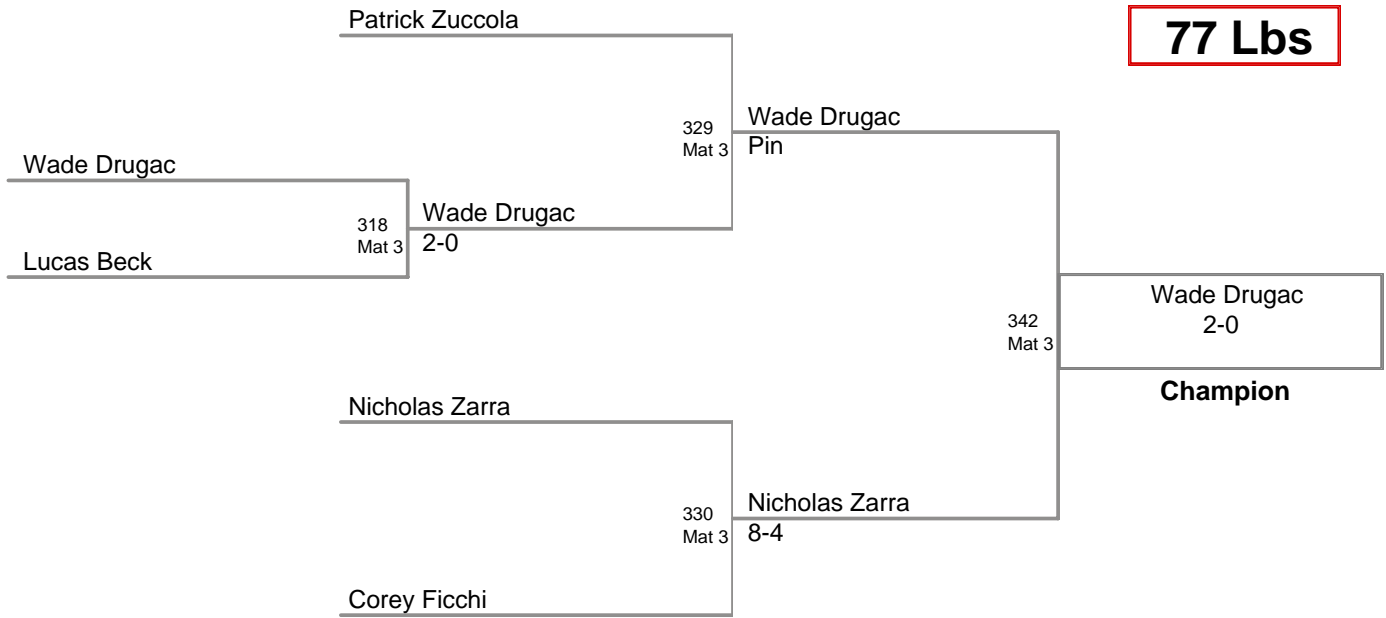 Patrick Zuccola
77 Lbs
329
Mat 3
Wade Drugac
Pin
Wade Drugac
318
Mat 3
Wade Drugac
2-0
Lucas Beck
342
Mat 3
Wade Drugac
2-0
Champion
Nicholas Zarra
330
Mat 3
Nicholas Zarra
8-4
Corey Ficchi